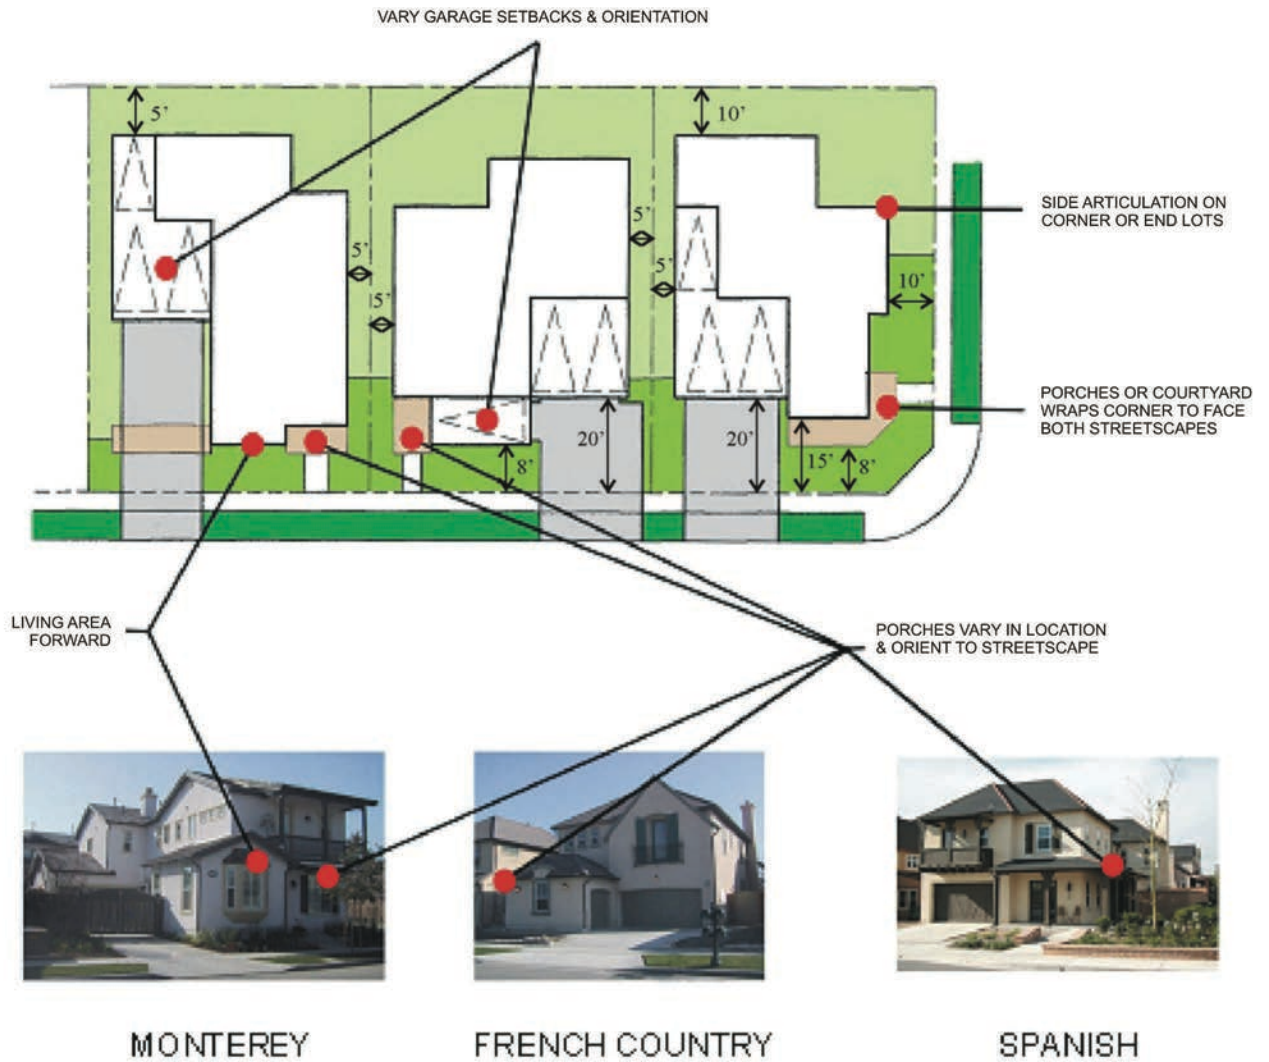 VARY GARAGE SETBACKS & ORIENTATION
5'
10'
SIDE ARTICULATION ON
CORNER OR END LOTS
5'
5'
5'
5'
10'
PORCHES OR COURTYARD
WRAPS CORNER TO FACE
BOTH STREETSCAPES
20'
20'
15'
8'
8'
LIVING AREA
FORWARD
PORCHES VARY IN LOCATION
& ORIENT TO STREETSCAPE
MONTEREY
FRENCH COUNTRY
SPANISH